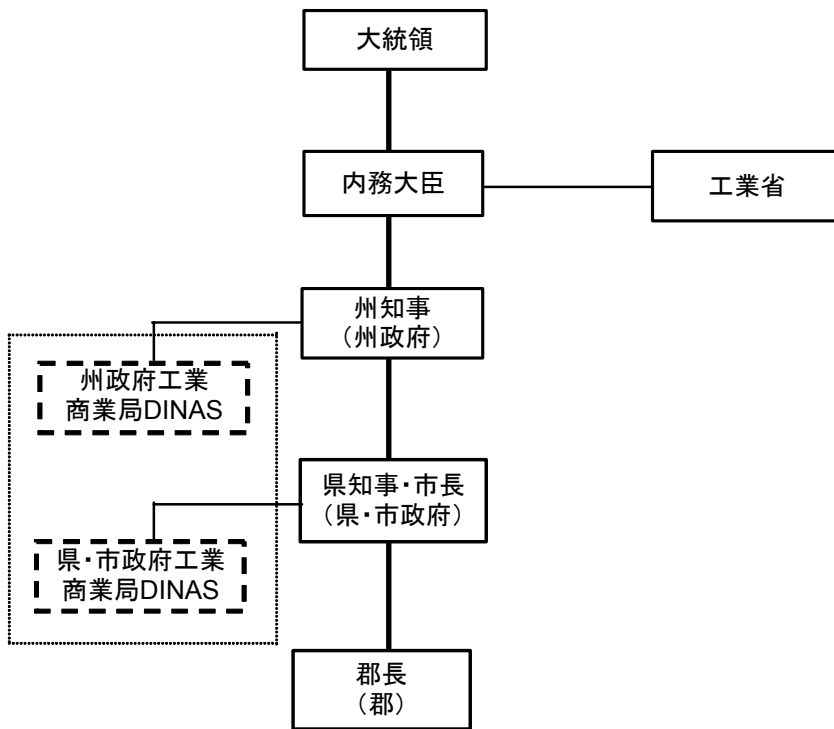 大統領
内務大臣
工業省
州知事
（州政府）
州政府工業
商業局DINAS
県知事・市長
（県・市政府）
県・市政府工業
商業局DINAS
郡長
（郡）